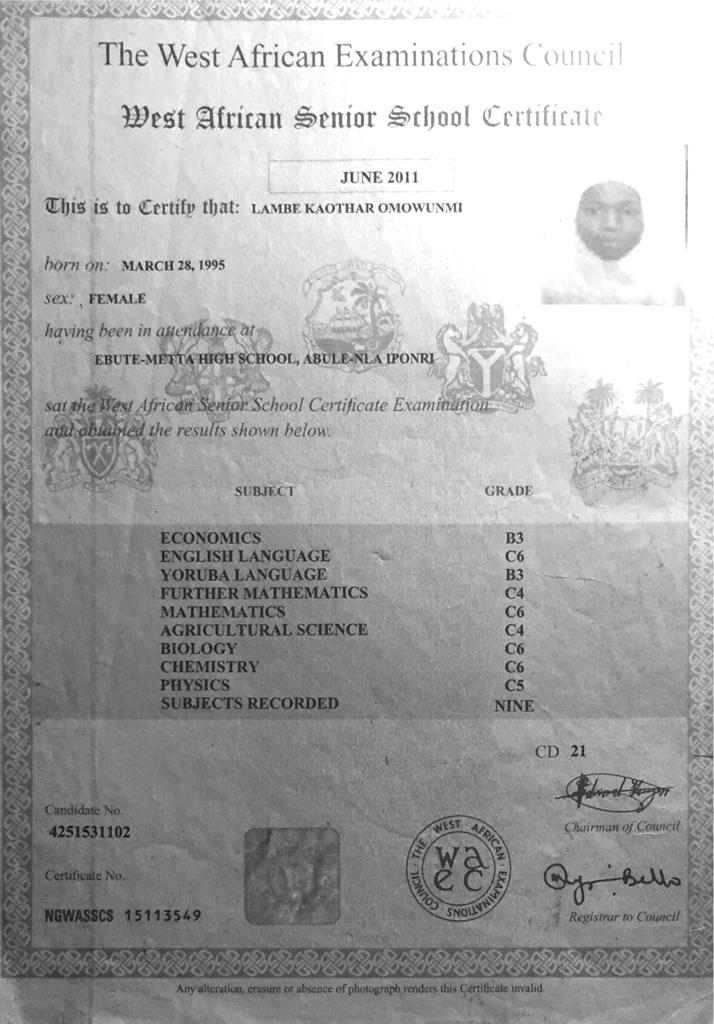 The West African Examinations Council
West African Senior School Certificate
JUNE 2011
This is to Certify that: LAMBE KAOTHAR OMOWUNMI
born on: MARCH 28, 1995
sex: FEMALE
having been in attendance at
EBUTE-METTA HIGH SCHOOL, ABULE-NLA IPONRI
sat the West African Senior School Certificate Examination
and obtained the results shown below.
SUBJECT GRADE
ECONOMICS B3
ENGLISH LANGUAGE C6
YORUBA LANGUAGE B3
FURTHER MATHEMATICS C4
MATHEMATICS C6
AGRICULTURAL SCIENCE C4
BIOLOGY C6
CHEMISTRY C6
PHYSICS C5
SUBJECTS RECORDED NINE
CD 21
Chairman of Council
Candidate No.
4251531102
THE WEST AFRICAN EXAMINATIONS COUNCIL
waec
Certificate No.
NGWASSCS 15113549
Bello
Registrar to Council
Any alteration, erasure or absence of photograph renders this Certificate invalid.